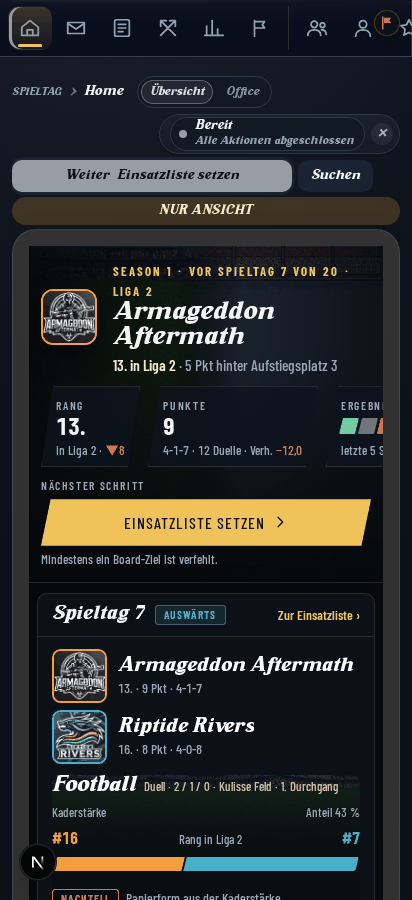 SPIELTAG > Home Übersicht Office
Bereit
Alle Aktionen abgeschlossen
Weiter Einsatzliste setzen Suchen
NUR ANSICHT
SEASON 1 · VOR SPIELTAG 7 VON 20 ·
LIGA 2
Armageddon
Aftermath
13. in Liga 2 · 5 Pkt hinter Aufstiegsplatz 3
RANG
13.
in Liga 2 · ▼8
PUNKTE
9
4-1-7 · 12 Duelle · Verh. −12,0
ERGEBN
letzte 5 S
NÄCHSTER SCHRITT
EINSATZLISTE SETZEN
Mindestens ein Board-Ziel ist verfehlt.
Spieltag 7 AUSWÄRTS Zur Einsatzliste ›
ARMAGEDDON
Armageddon Aftermath
13. · 9 Pkt · 4-1-7
RIVERS
Riptide Rivers
16. · 8 Pkt · 4-0-8
Football Duell · 2 / 1 / 0 · Kulisse Feld · 1. Durchgang
Kaderstärke Anteil 43 %
#16 Rang in Liga 2 #7
N
NACHTEIL Papierform aus der Kaderstärke